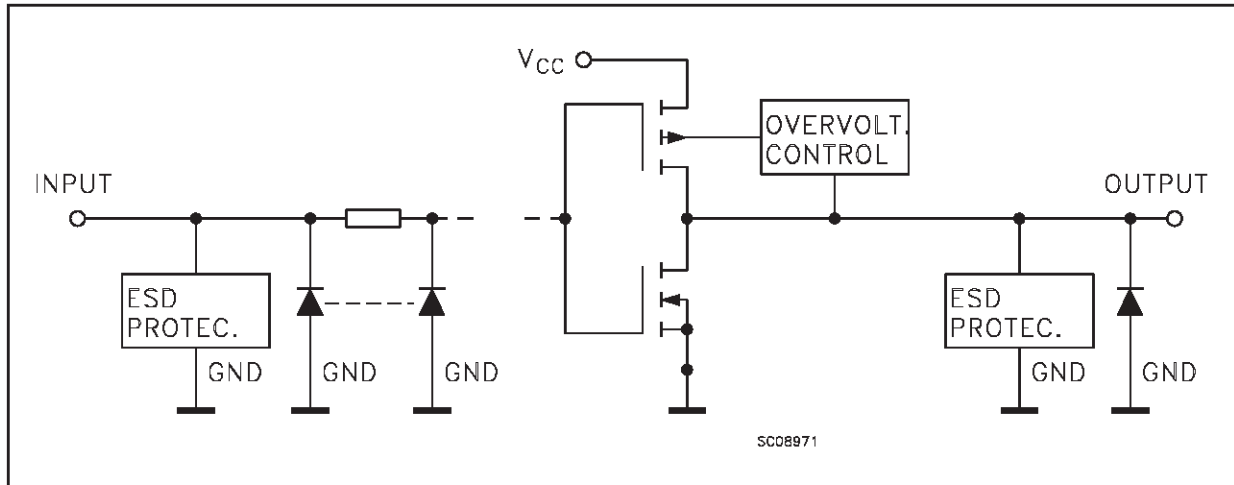 VCC
OVERVOLT.
CONTROL
INPUT
OUTPUT
ESD
PROTEC.
GND
GND
GND
ESD
PROTEC.
GND
GND
SC08971